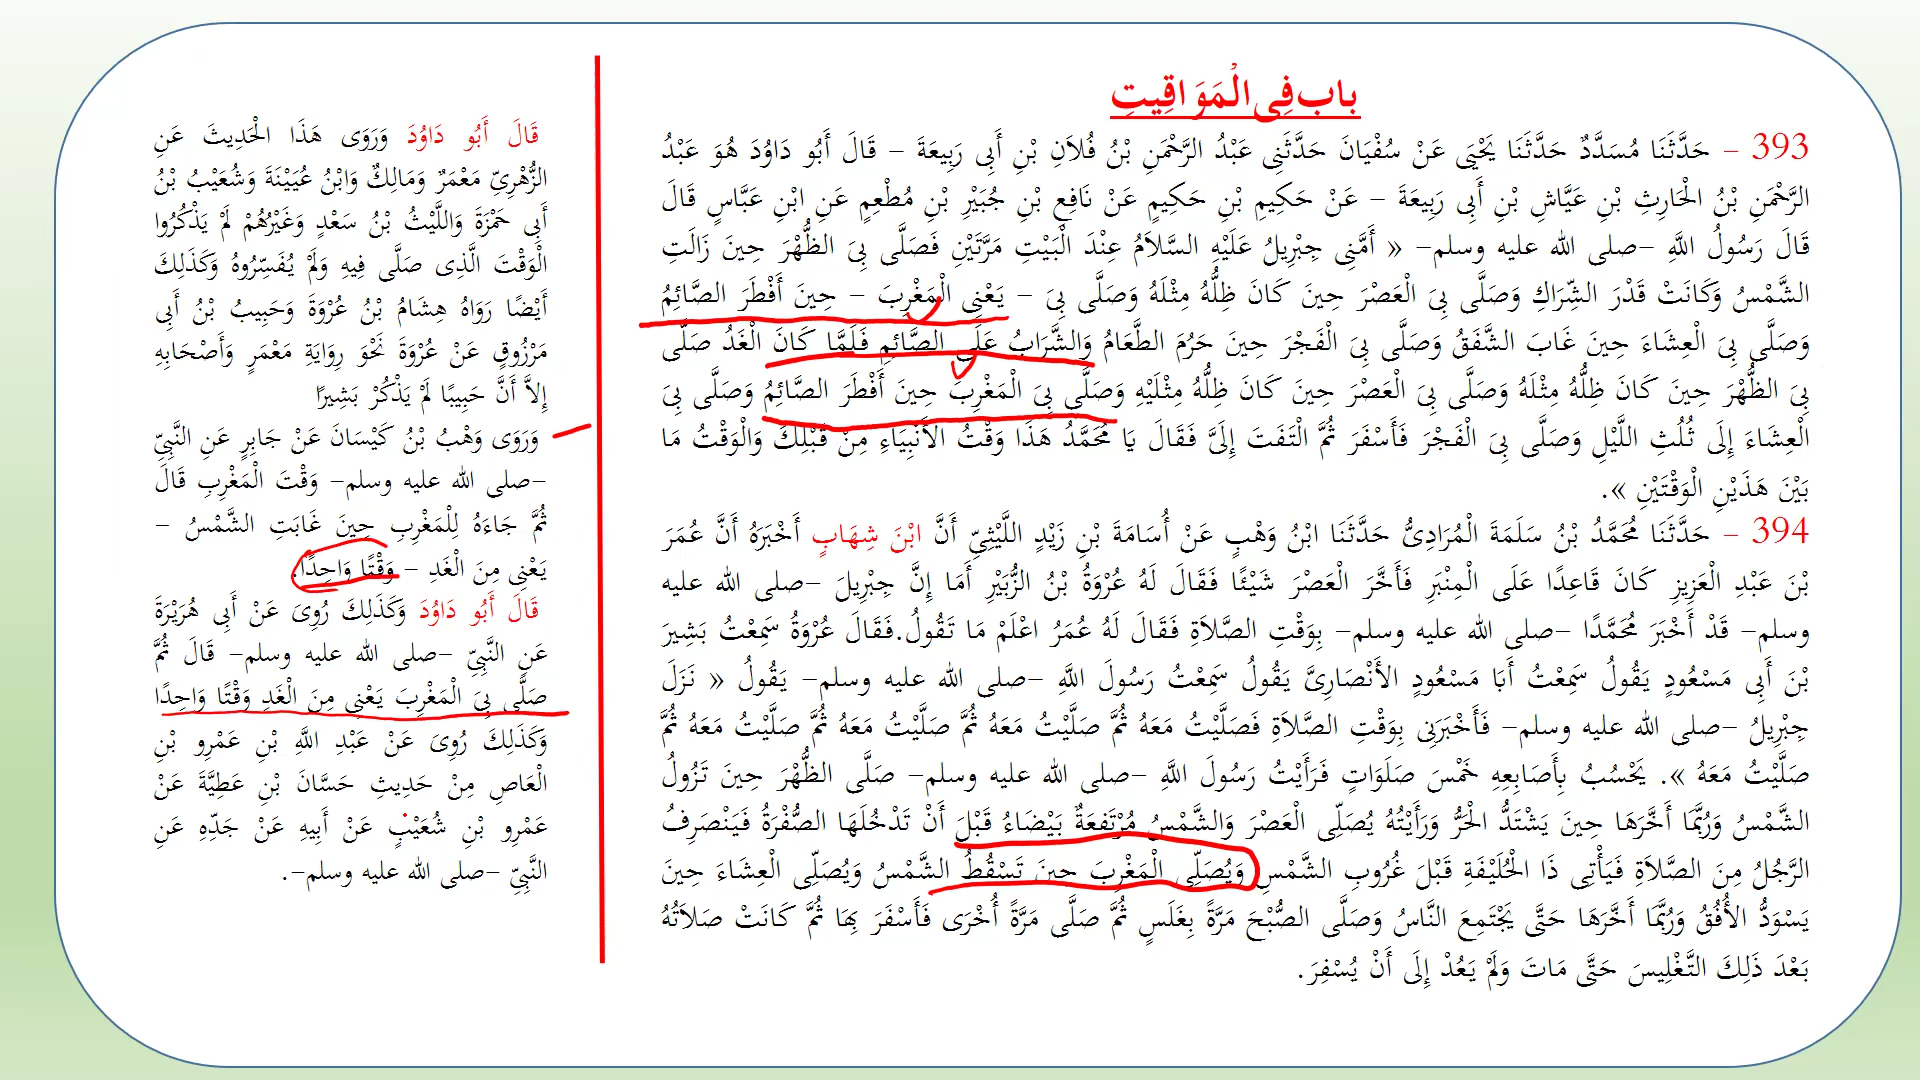 باب فِى الْمَوَاقِيتِ
393 – حَدَّثَنَا مُسَدَّدٌ حَدَّثَنَا يَحْيَى عَنْ سُفْيَانَ حَدَّثَنِى عَبْدُ الرَّحْمَنِ بْنُ فُلاَنِ بْنِ أَبِى رَبِيعَةَ – قَالَ أَبُو دَاوُدَ هُوَ عَبْدُ
الرَّحْمَنِ بْنُ الْحَارِثِ بْنِ عَيَّاشِ بْنِ أَبِى رَبِيعَةَ – عَنْ حَكِيمِ بْنِ حَكِيمٍ عَنْ نَافِعِ بْنِ جُبَيْرِ بْنِ مُطْعِمٍ عَنِ ابْنِ عَبَّاسٍ قَالَ
قَالَ رَسُولُ اللَّهِ –صلى الله عليه وسلم– « أَمَّنِى جِبْرِيلُ عَلَيْهِ السَّلاَمُ عِنْدَ الْبَيْتِ مَرَّتَيْنِ فَصَلَّى بِىَ الظُّهْرَ حِينَ زَالَتِ
الشَّمْسُ وَكَانَتْ قَدْرَ الشِّرَاكِ وَصَلَّى بِىَ الْعَصْرَ حِينَ كَانَ ظِلُّهُ مِثْلَهُ وَصَلَّى بِىَ – يَعْنِى الْمَغْرِبَ – حِينَ أَفْطَرَ الصَّائِمُ
وَصَلَّى بِىَ الْعِشَاءَ حِينَ غَابَ الشَّفَقُ وَصَلَّى بِىَ الْفَجْرَ حِينَ حَرُمَ الطَّعَامُ وَالشَّرَابُ عَلَى الصَّائِمِ فَلَمَّا كَانَ الْغَدُ صَلَّى
بِىَ الظُّهْرَ حِينَ كَانَ ظِلُّهُ مِثْلَهُ وَصَلَّى بِىَ الْعَصْرَ حِينَ كَانَ ظِلُّهُ مِثْلَيْهِ وَصَلَّى بِىَ الْمَغْرِبَ حِينَ أَفْطَرَ الصَّائِمُ وَصَلَّى بِىَ
الْعِشَاءَ إِلَى ثُلُثِ اللَّيْلِ وَصَلَّى بِىَ الْفَجْرَ فَأَسْفَرَ ثُمَّ الْتَفَتَ إِلَىَّ فَقَالَ يَا مُحَمَّدُ هَذَا وَقْتُ الأَنْبِيَاءِ مِنْ قَبْلِكَ وَالْوَقْتُ مَا
بَيْنَ هَذَيْنِ الْوَقْتَيْنِ ».
394 – حَدَّثَنَا مُحَمَّدُ بْنُ سَلَمَةَ الْمُرَادِىُّ حَدَّثَنَا ابْنُ وَهْبٍ عَنْ أُسَامَةَ بْنِ زَيْدٍ اللَّيْثِىِّ أَنَّ ابْنَ شِهَابٍ أَخْبَرَهُ أَنَّ عُمَرَ
بْنَ عَبْدِ الْعَزِيزِ كَانَ قَاعِدًا عَلَى الْمِنْبَرِ فَأَخَّرَ الْعَصْرَ شَيْئًا فَقَالَ لَهُ عُرْوَةُ بْنُ الزُّبَيْرِ أَمَا إِنَّ جِبْرِيلَ –صلى الله عليه
وسلم– قَدْ أَخْبَرَ مُحَمَّدًا –صلى الله عليه وسلم– بِوَقْتِ الصَّلاَةِ فَقَالَ لَهُ عُمَرُ اعْلَمْ مَا تَقُولُ.فَقَالَ عُرْوَةُ سَمِعْتُ بَشِيرَ
بْنَ أَبِى مَسْعُودٍ يَقُولُ سَمِعْتُ أَبَا مَسْعُودٍ الأَنْصَارِىَّ يَقُولُ سَمِعْتُ رَسُولَ اللَّهِ –صلى الله عليه وسلم– يَقُولُ « نَزَلَ
جِبْرِيلُ –صلى الله عليه وسلم– فَأَخْبَرَنِى بِوَقْتِ الصَّلاَةِ فَصَلَّيْتُ مَعَهُ ثُمَّ صَلَّيْتُ مَعَهُ ثُمَّ صَلَّيْتُ مَعَهُ ثُمَّ صَلَّيْتُ مَعَهُ ثُمَّ
صَلَّيْتُ مَعَهُ ». يَحْسُبُ بِأَصَابِعِهِ خَمْسَ صَلَوَاتٍ فَرَأَيْتُ رَسُولَ اللَّهِ –صلى الله عليه وسلم– صَلَّى الظُّهْرَ حِينَ تَزُولُ
الشَّمْسُ وَرُبَّمَا أَخَّرَهَا حِينَ يَشْتَدُّ الْحَرُّ وَرَأَيْتُهُ يُصَلِّى الْعَصْرَ وَالشَّمْسُ مُرْتَفِعَةٌ بَيْضَاءُ قَبْلَ أَنْ تَدْخُلَهَا الصُّفْرَةُ فَيَنْصَرِفُ
الرَّجُلُ مِنَ الصَّلاَةِ فَيَأْتِى ذَا الْحُلَيْفَةِ قَبْلَ غُرُوبِ الشَّمْسِ وَيُصَلِّى الْمَغْرِبَ حِينَ تَسْقُطُ الشَّمْسُ وَيُصَلِّى الْعِشَاءَ حِينَ
يَسْوَدُّ الأُفُقُ وَرُبَّمَا أَخَّرَهَا حَتَّى يَجْتَمِعَ النَّاسُ وَصَلَّى الصُّبْحَ مَرَّةً بِغَلَسٍ ثُمَّ صَلَّى مَرَّةً أُخْرَى فَأَسْفَرَ بِهَا ثُمَّ كَانَتْ صَلاَتُهُ
بَعْدَ ذَلِكَ التَّغْلِيسَ حَتَّى مَاتَ وَلَمْ يَعُدْ إِلَى أَنْ يُسْفِرَ.
قَالَ أَبُو دَاوُدَ وَرَوَى هَذَا الْحَدِيثَ عَنِ
الزُّهْرِىِّ مَعْمَرٌ وَمَالِكٌ وَابْنُ عُيَيْنَةَ وَشُعَيْبُ بْنُ
أَبِى حَمْزَةَ وَاللَّيْثُ بْنُ سَعْدٍ وَغَيْرُهُمْ لَمْ يَذْكُرُوا
الْوَقْتَ الَّذِى صَلَّى فِيهِ وَلَمْ يُفَسِّرُوهُ وَكَذَلِكَ
أَيْضًا رَوَاهُ هِشَامُ بْنُ عُرْوَةَ وَحَبِيبُ بْنُ أَبِى
مَرْزُوقٍ عَنْ عُرْوَةَ نَحْوَ رِوَايَةِ مَعْمَرٍ وَأَصْحَابِهِ
إِلاَّ أَنَّ حَبِيبًا لَمْ يَذْكُرْ بَشِيرًا
وَرَوَى وَهْبُ بْنُ كَيْسَانَ عَنْ جَابِرٍ عَنِ النَّبِىِّ
–صلى الله عليه وسلم– وَقْتَ الْمَغْرِبِ قَالَ
ثُمَّ جَاءَهُ لِلْمَغْرِبِ حِينَ غَابَتِ الشَّمْسُ –
يَعْنِى مِنَ الْغَدِ – وَقْتًا وَاحِدًا.
قَالَ أَبُو دَاوُدَ وَكَذَلِكَ رُوِىَ عَنْ أَبِى هُرَيْرَةَ
عَنِ النَّبِىِّ –صلى الله عليه وسلم– قَالَ ثُمَّ
صَلَّى بِىَ الْمَغْرِبَ يَعْنِى مِنَ الْغَدِ وَقْتًا وَاحِدًا
وَكَذَلِكَ رُوِىَ عَنْ عَبْدِ اللَّهِ بْنِ عَمْرِو بْنِ
الْعَاصِ مِنْ حَدِيثِ حَسَّانَ بْنِ عَطِيَّةَ عَنْ
عَمْرِو بْنِ شُعَيْبٍ عَنْ أَبِيهِ عَنْ جَدِّهِ عَنِ
النَّبِىِّ –صلى الله عليه وسلم–.